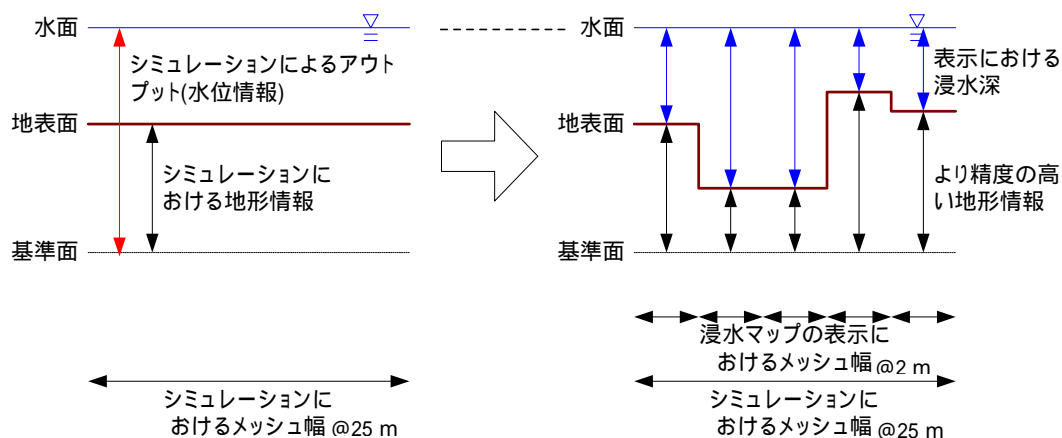 水面
シミュレーションによるアウト
プット(水位情報)
地表面
シミュレーションに
おける地形情報
基準面
シミュレーションに
おけるメッシュ幅 @25 m
水面
表示における
浸水深
地表面
より精度の高
い地形情報
基準面
浸水マップの表示に
おけるメッシュ幅 @2 m
シミュレーションに
おけるメッシュ幅 @25 m